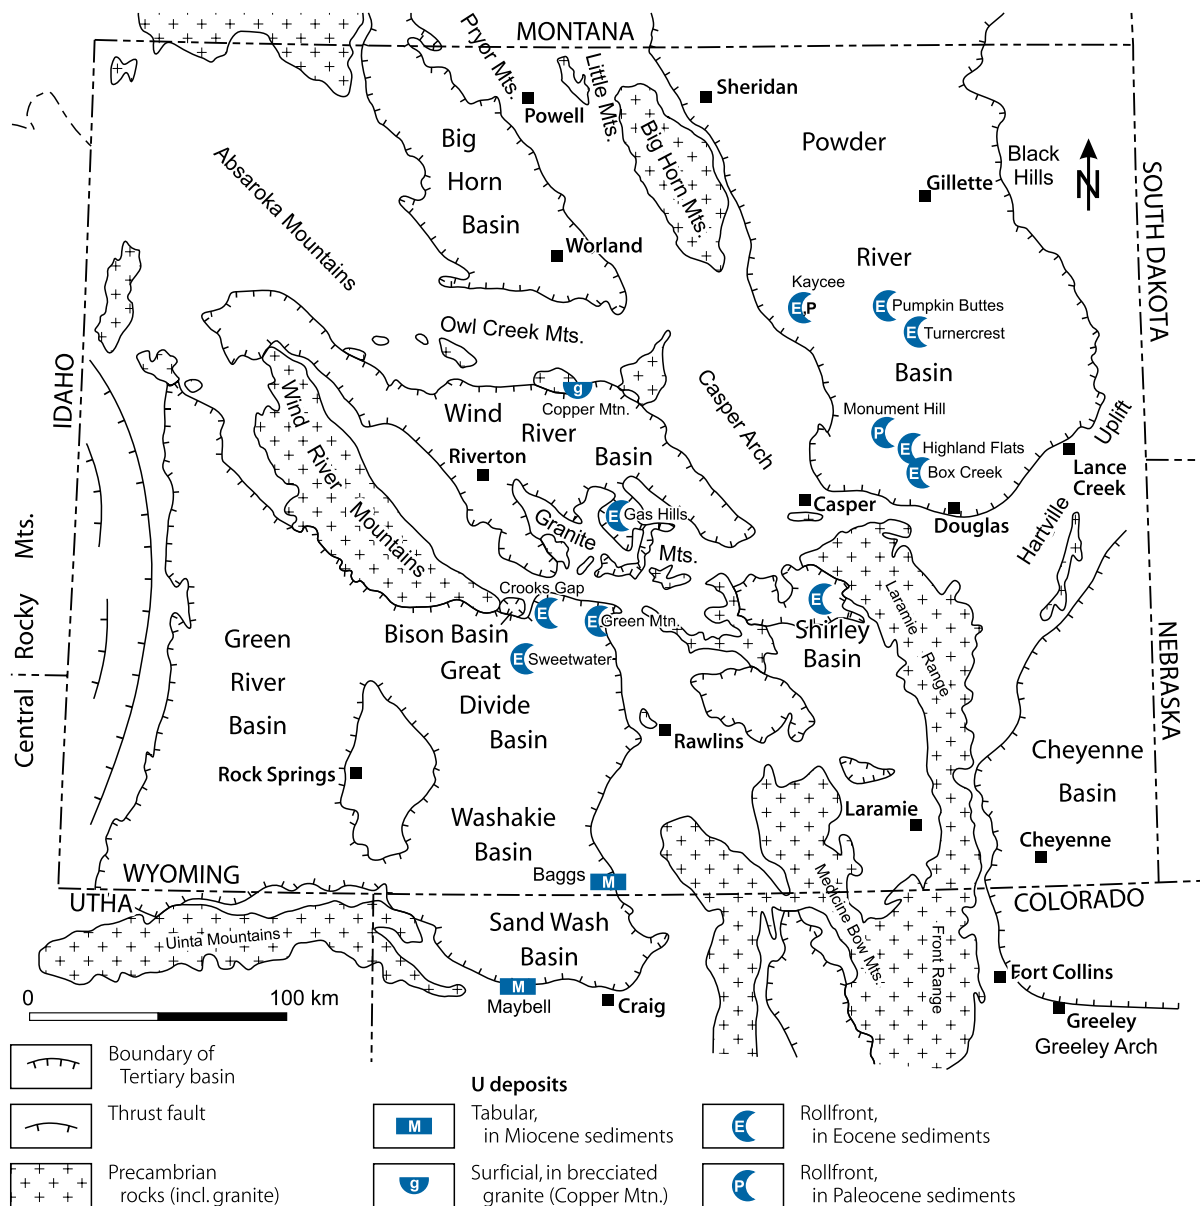 MONTANA
Pryor Mts.
Little Mts.
Powell
Sheridan
Big
Horn
Basin
Big Horn Mts.
Powder
Black
Hills
N
Gillette
SOUTH DAKOTA
Absaroka Mountains
Worland
River
Kaycee
E,P
E Pumpkin Buttes
E Turnercrest
Owl Creek Mts.
Basin
IDAHO
Wind River Mountains
Wind
River
Basin
g
Copper Mtn.
Casper Arch
Monument Hill
P
E Highland Flats
E Box Creek
Uplift
Lance
Creek
Riverton
E Gas Hills
Casper
Douglas
Hartville
Granite
Mts.
Central Rocky Mts.
Crooks Gap
E
E Green Mtn.
E
Shirley
Basin
Laramie
Range
NEBRASKA
Bison Basin
Green
River
Basin
E Sweetwater
Great
Divide
Basin
Rawlins
Cheyenne
Basin
Rock Springs
Laramie
Washakie
Basin
Cheyenne
Baggs
M
WYOMING
UTHA
COLORADO
Medicine Bow Mts.
Front Range
Sand Wash
Basin
Uinta Mountains
Fort Collins
M
Maybell
Craig
Greeley
Greeley Arch
0 100 km
Boundary of
Tertiary basin
Thrust fault
Precambrian
rocks (incl. granite)
U deposits
M
Tabular,
in Miocene sediments
g
Surficial, in brecciated
granite (Copper Mtn.)
E
Rollfront,
in Eocene sediments
P
Rollfront,
in Paleocene sediments